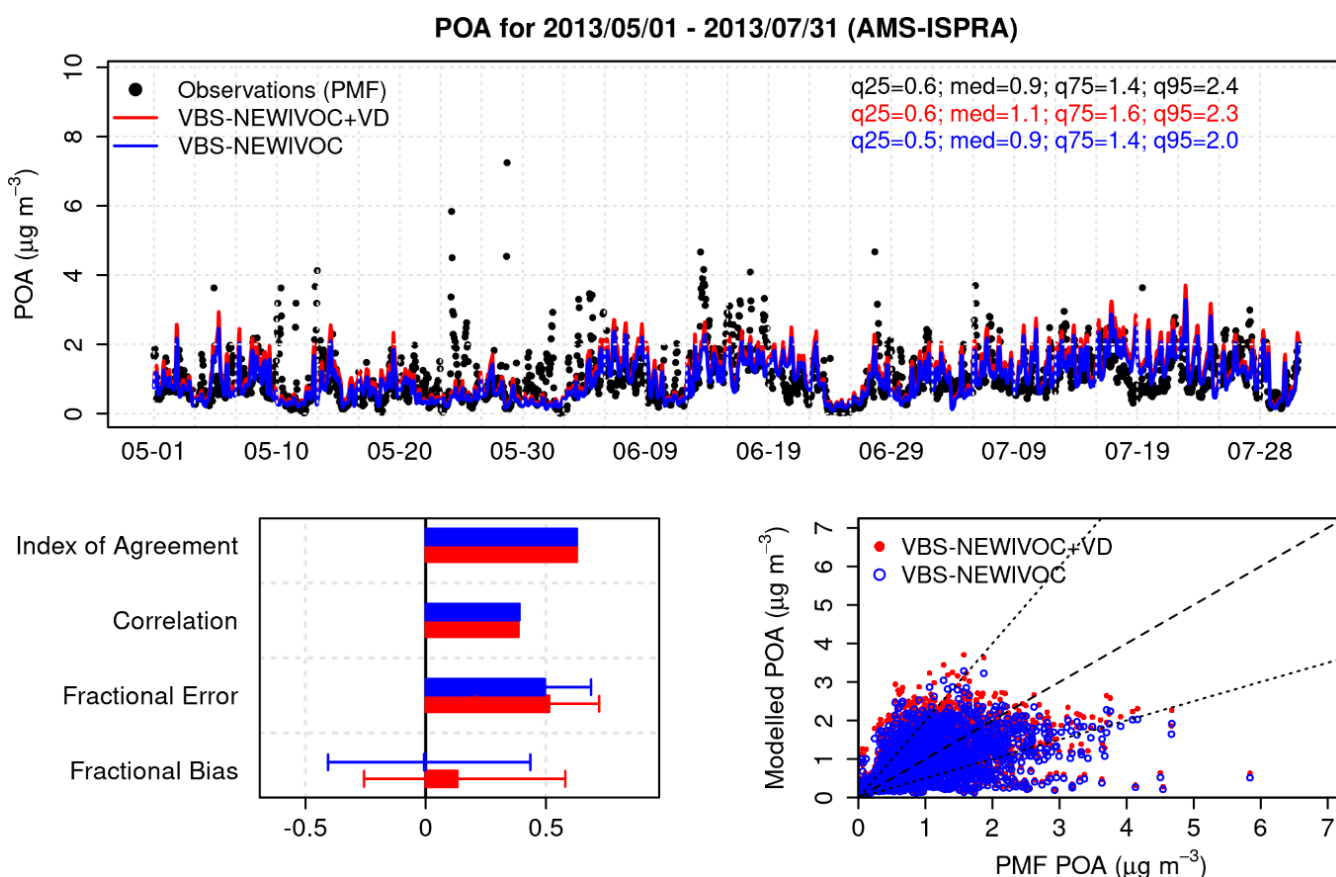 POA for 2013/05/01 - 2013/07/31 (AMS-ISPRA)
POA (μg m⁻³)
10
8
6
4
2
0
Observations (PMF)
VBS-NEWIVOC+VD
VBS-NEWIVOC
q25=0.6; med=0.9; q75=1.4; q95=2.4
q25=0.6; med=1.1; q75=1.6; q95=2.3
q25=0.5; med=0.9; q75=1.4; q95=2.0
05-01 05-10 05-20 05-30 06-09 06-19 06-29 07-09 07-19 07-28
Index of Agreement
Correlation
Fractional Error
Fractional Bias
-0.5 0 0.5
Modelled POA (μg m⁻³)
7
6
5
4
3
2
1
0
VBS-NEWIVOC+VD
VBS-NEWIVOC
0 1 2 3 4 5 6 7
PMF POA (μg m⁻³)